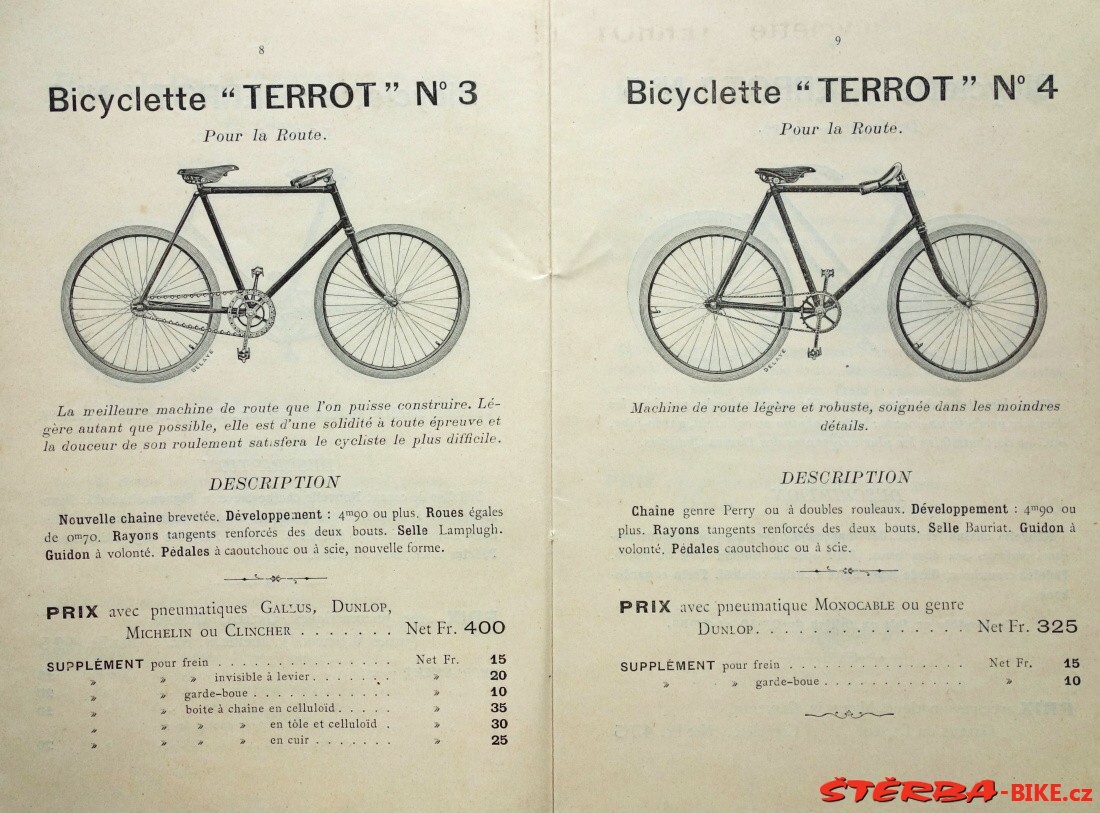 8
Bicyclette “TERROT” Nº 3
Pour la Route.
DELAYE
La meilleure machine de route que l'on puisse construire. Lé-
gère autant que possible, elle est d'une solidité à toute épreuve et
la douceur de son roulement satisfera le cycliste le plus difficile.
DESCRIPTION
Nouvelle chaine brevetée. Développement : 4m90 ou plus. Roues égales
de 0m70. Rayons tangents renforcés des deux bouts. Selle Lamplugh.
Guidon à volonté. Pédales à caoutchouc ou à scie, nouvelle forme.
PRIX avec pneumatiques GALLUS, DUNLOP,
MICHELIN OU CLINCHER . . . . . . . Net Fr. 400
SUPPLÉMENT pour frein . . . . . . . . . . . . . . . Net Fr. 15
» » » invisible à levier . . . . . . . » 20
» » garde-boue . . . . . . . . . . . . » 10
» » boite à chaîne en celluloïd . . . . . » 35
» » » » en tôle et celluloïd . » 30
» » » » en cuir . . . . . . . » 25
9
Bicyclette “TERROT” Nº 4
Pour la Route.
DELAYE
Machine de route légère et robuste, soignée dans les moindres
détails.
DESCRIPTION
Chaine genre Perry ou à doubles rouleaux. Développement : 4m90 ou
plus. Rayons tangents renforcés des deux bouts. Selle Bauriat. Guidon à
volonté. Pédales caoutchouc ou à scie.
PRIX avec pneumatique MONOCABLE ou genre
DUNLOP. . . . . . . . . . . . . . . . Net Fr. 325
SUPPLÉMENT pour frein . . . . . . . . . . . . . . . Net Fr. 15
» » garde-boue . . . . . . . . . . . . » 10
ŠTĚRBA-BIKE.cz